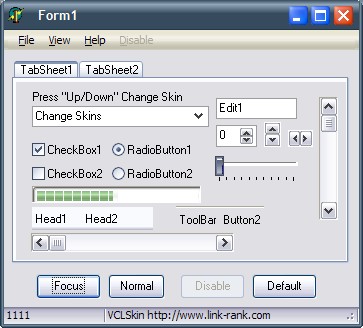 Form1
File View Help Disable
TabSheet1 TabSheet2
Press "Up/Down" Change Skin
Change Skins
Edit1
0
CheckBox1 RadioButton1
CheckBox2 RadioButton2
Head1 Head2 ToolBar Button2
Focus Normal Disable Default
1111 VCLSkin http://www.link-rank.com